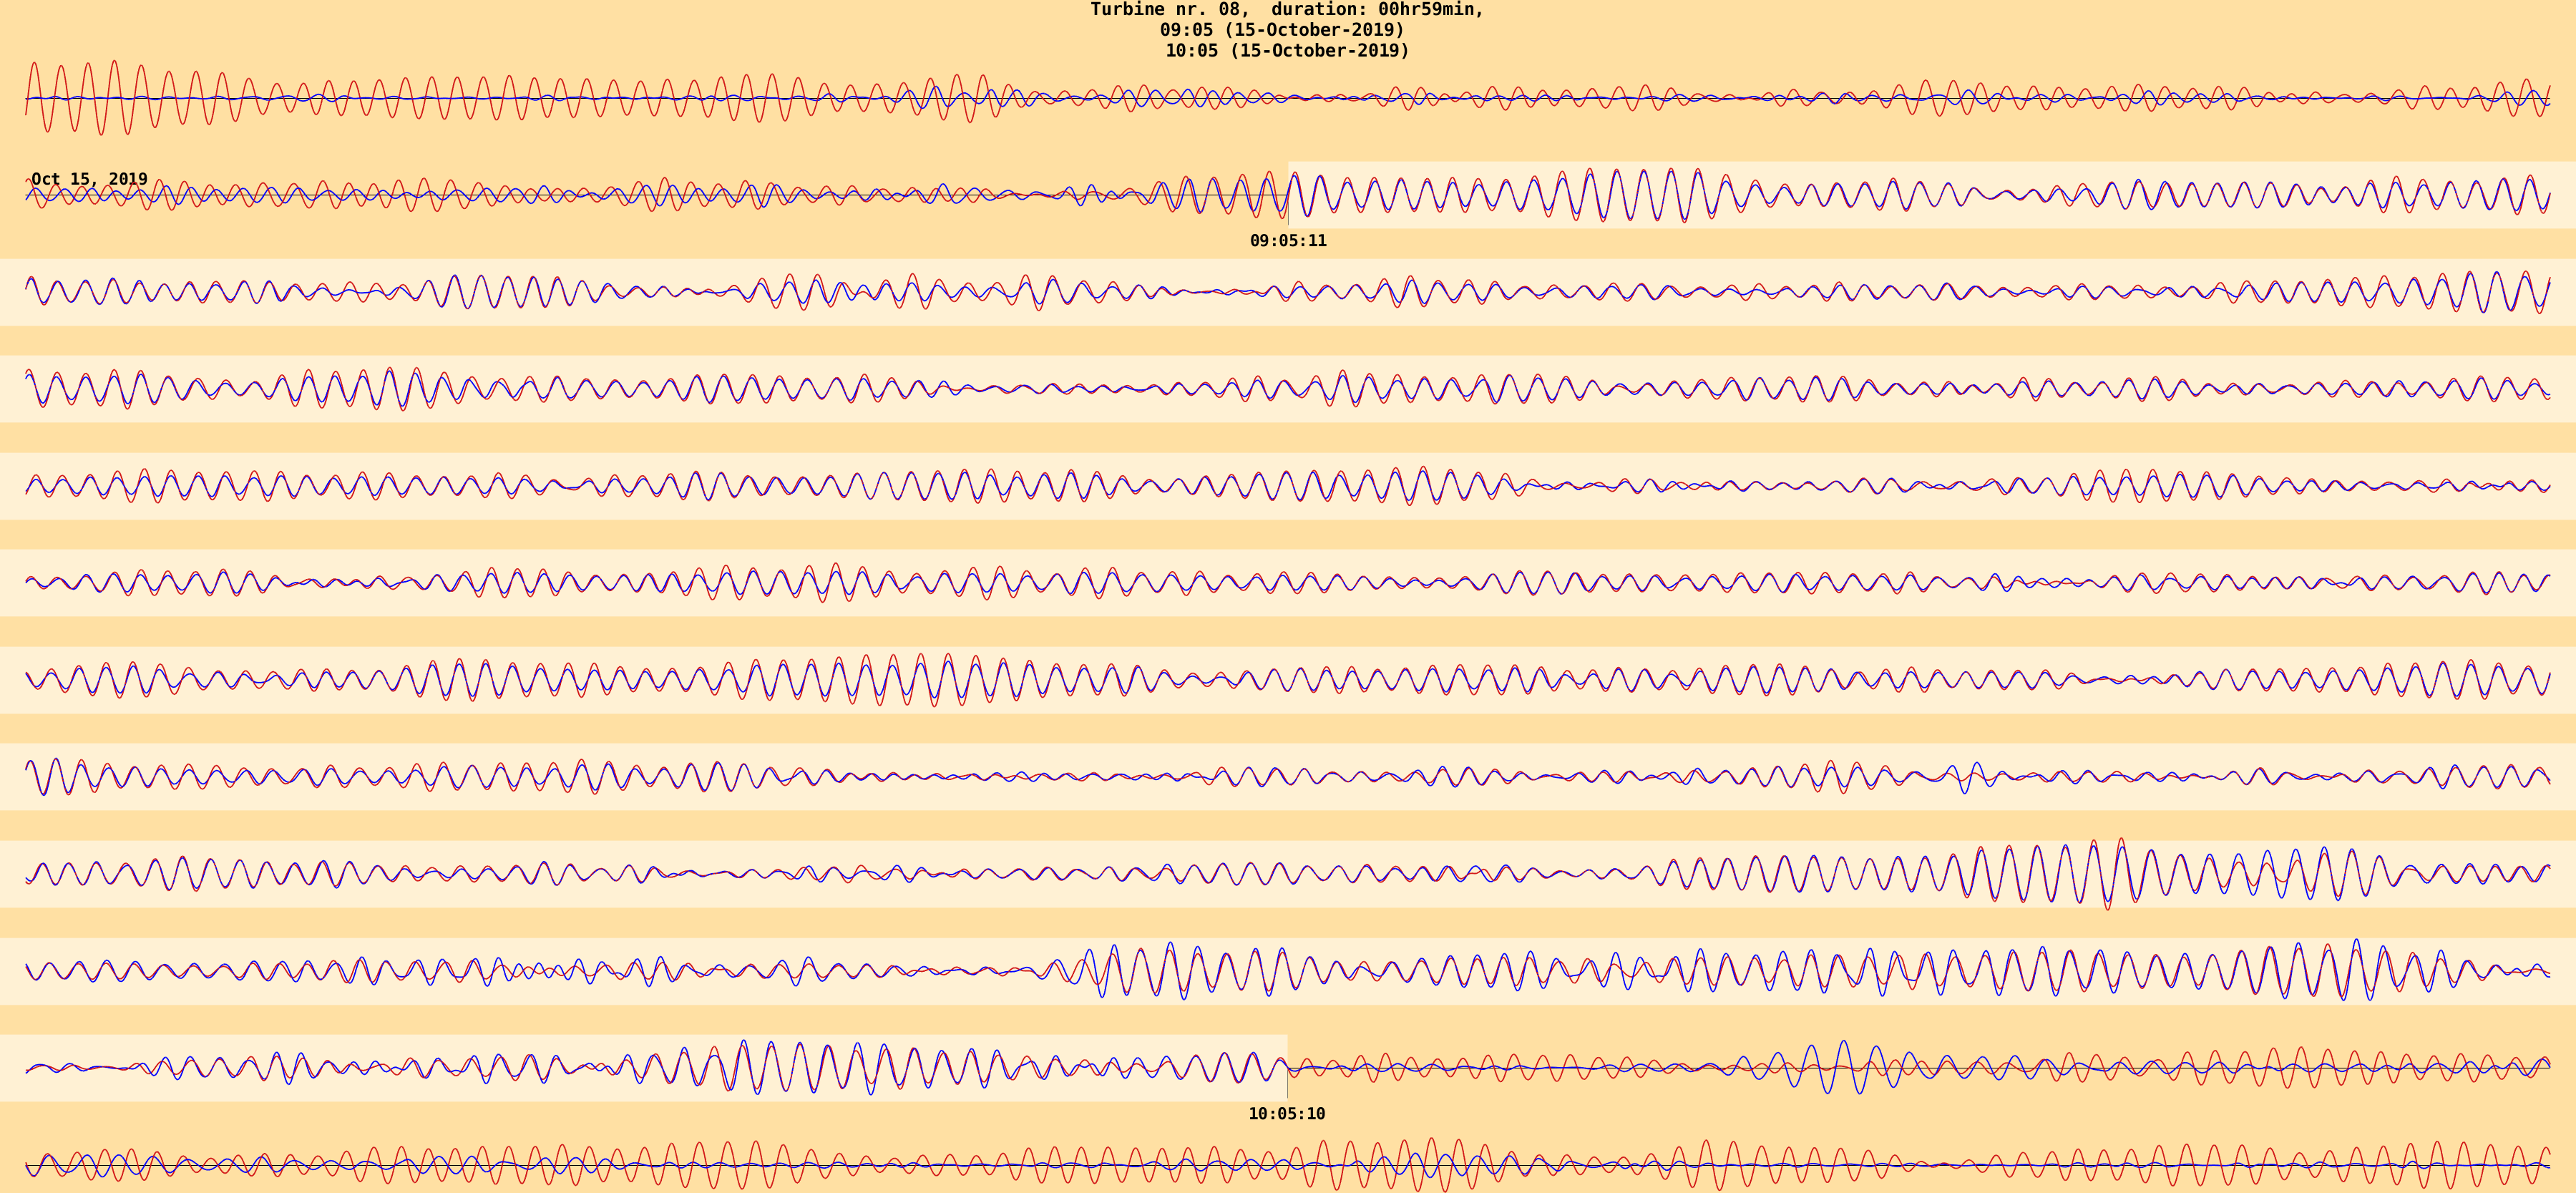 Turbine nr. 08,  duration: 00hr59min,
09:05 (15-October-2019)
10:05 (15-October-2019)
Oct 15, 2019
09:05:11
10:05:10